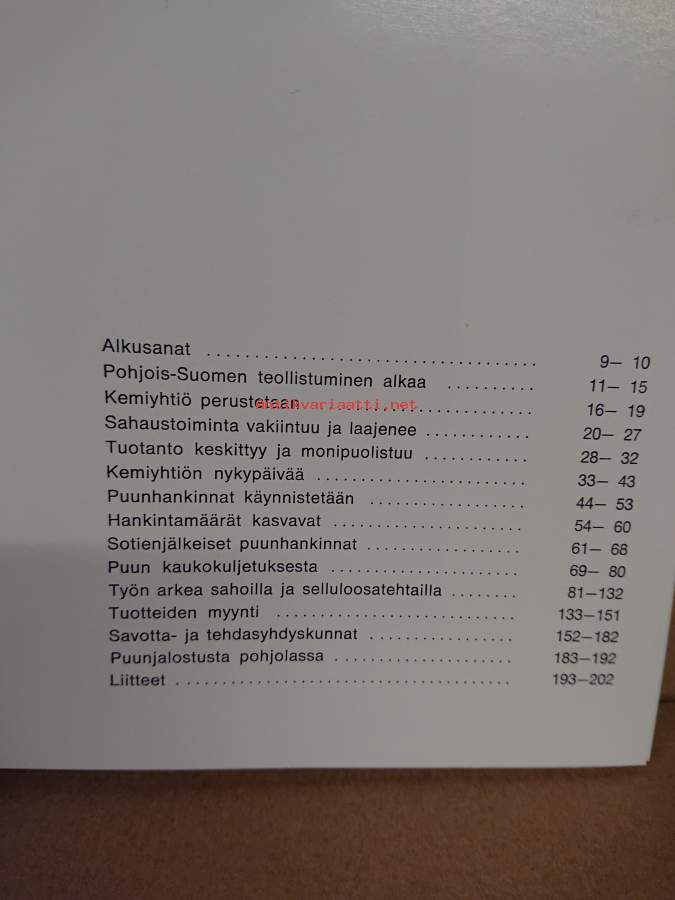 Alkusanat .................................... 9– 10
Pohjois-Suomen teollistuminen alkaa .......... 11– 15
Kemiyhtiö perustetaan ........................ 16– 19
Sahaustoiminta vakiintuu ja laajenee ............ 20– 27
Tuotanto keskittyy ja monipuolistuu ............ 28– 32
Kemiyhtiön nykypäivää ........................ 33– 43
Puunhankinnat käynnistetään .................. 44– 53
Hankintamäärät kasvavat ...................... 54– 60
Sotienjälkeiset puunhankinnat .................. 61– 68
Puun kaukokuljetuksesta ...................... 69– 80
Työn arkea sahoilla ja selluloosatehtailla ........ 81–132
Tuotteiden myynti ............................ 133–151
Savotta- ja tehdasyhdyskunnat ................. 152–182
Puunjalostusta pohjolassa ..................... 183–192
Liitteet ...................................... 193–202